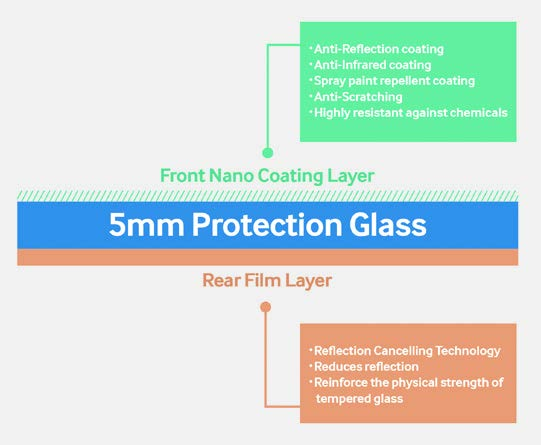 ·Anti-Reflection coating
·Anti-Infrared coating
·Spray paint repellent coating
·Anti-Scratching
·Highly resistant against chemicals
Front Nano Coating Layer
5mm Protection Glass
Rear Film Layer
·Reflection Cancelling Technology
·Reduces reflection
·Reinforce the physical strength of
tempered glass